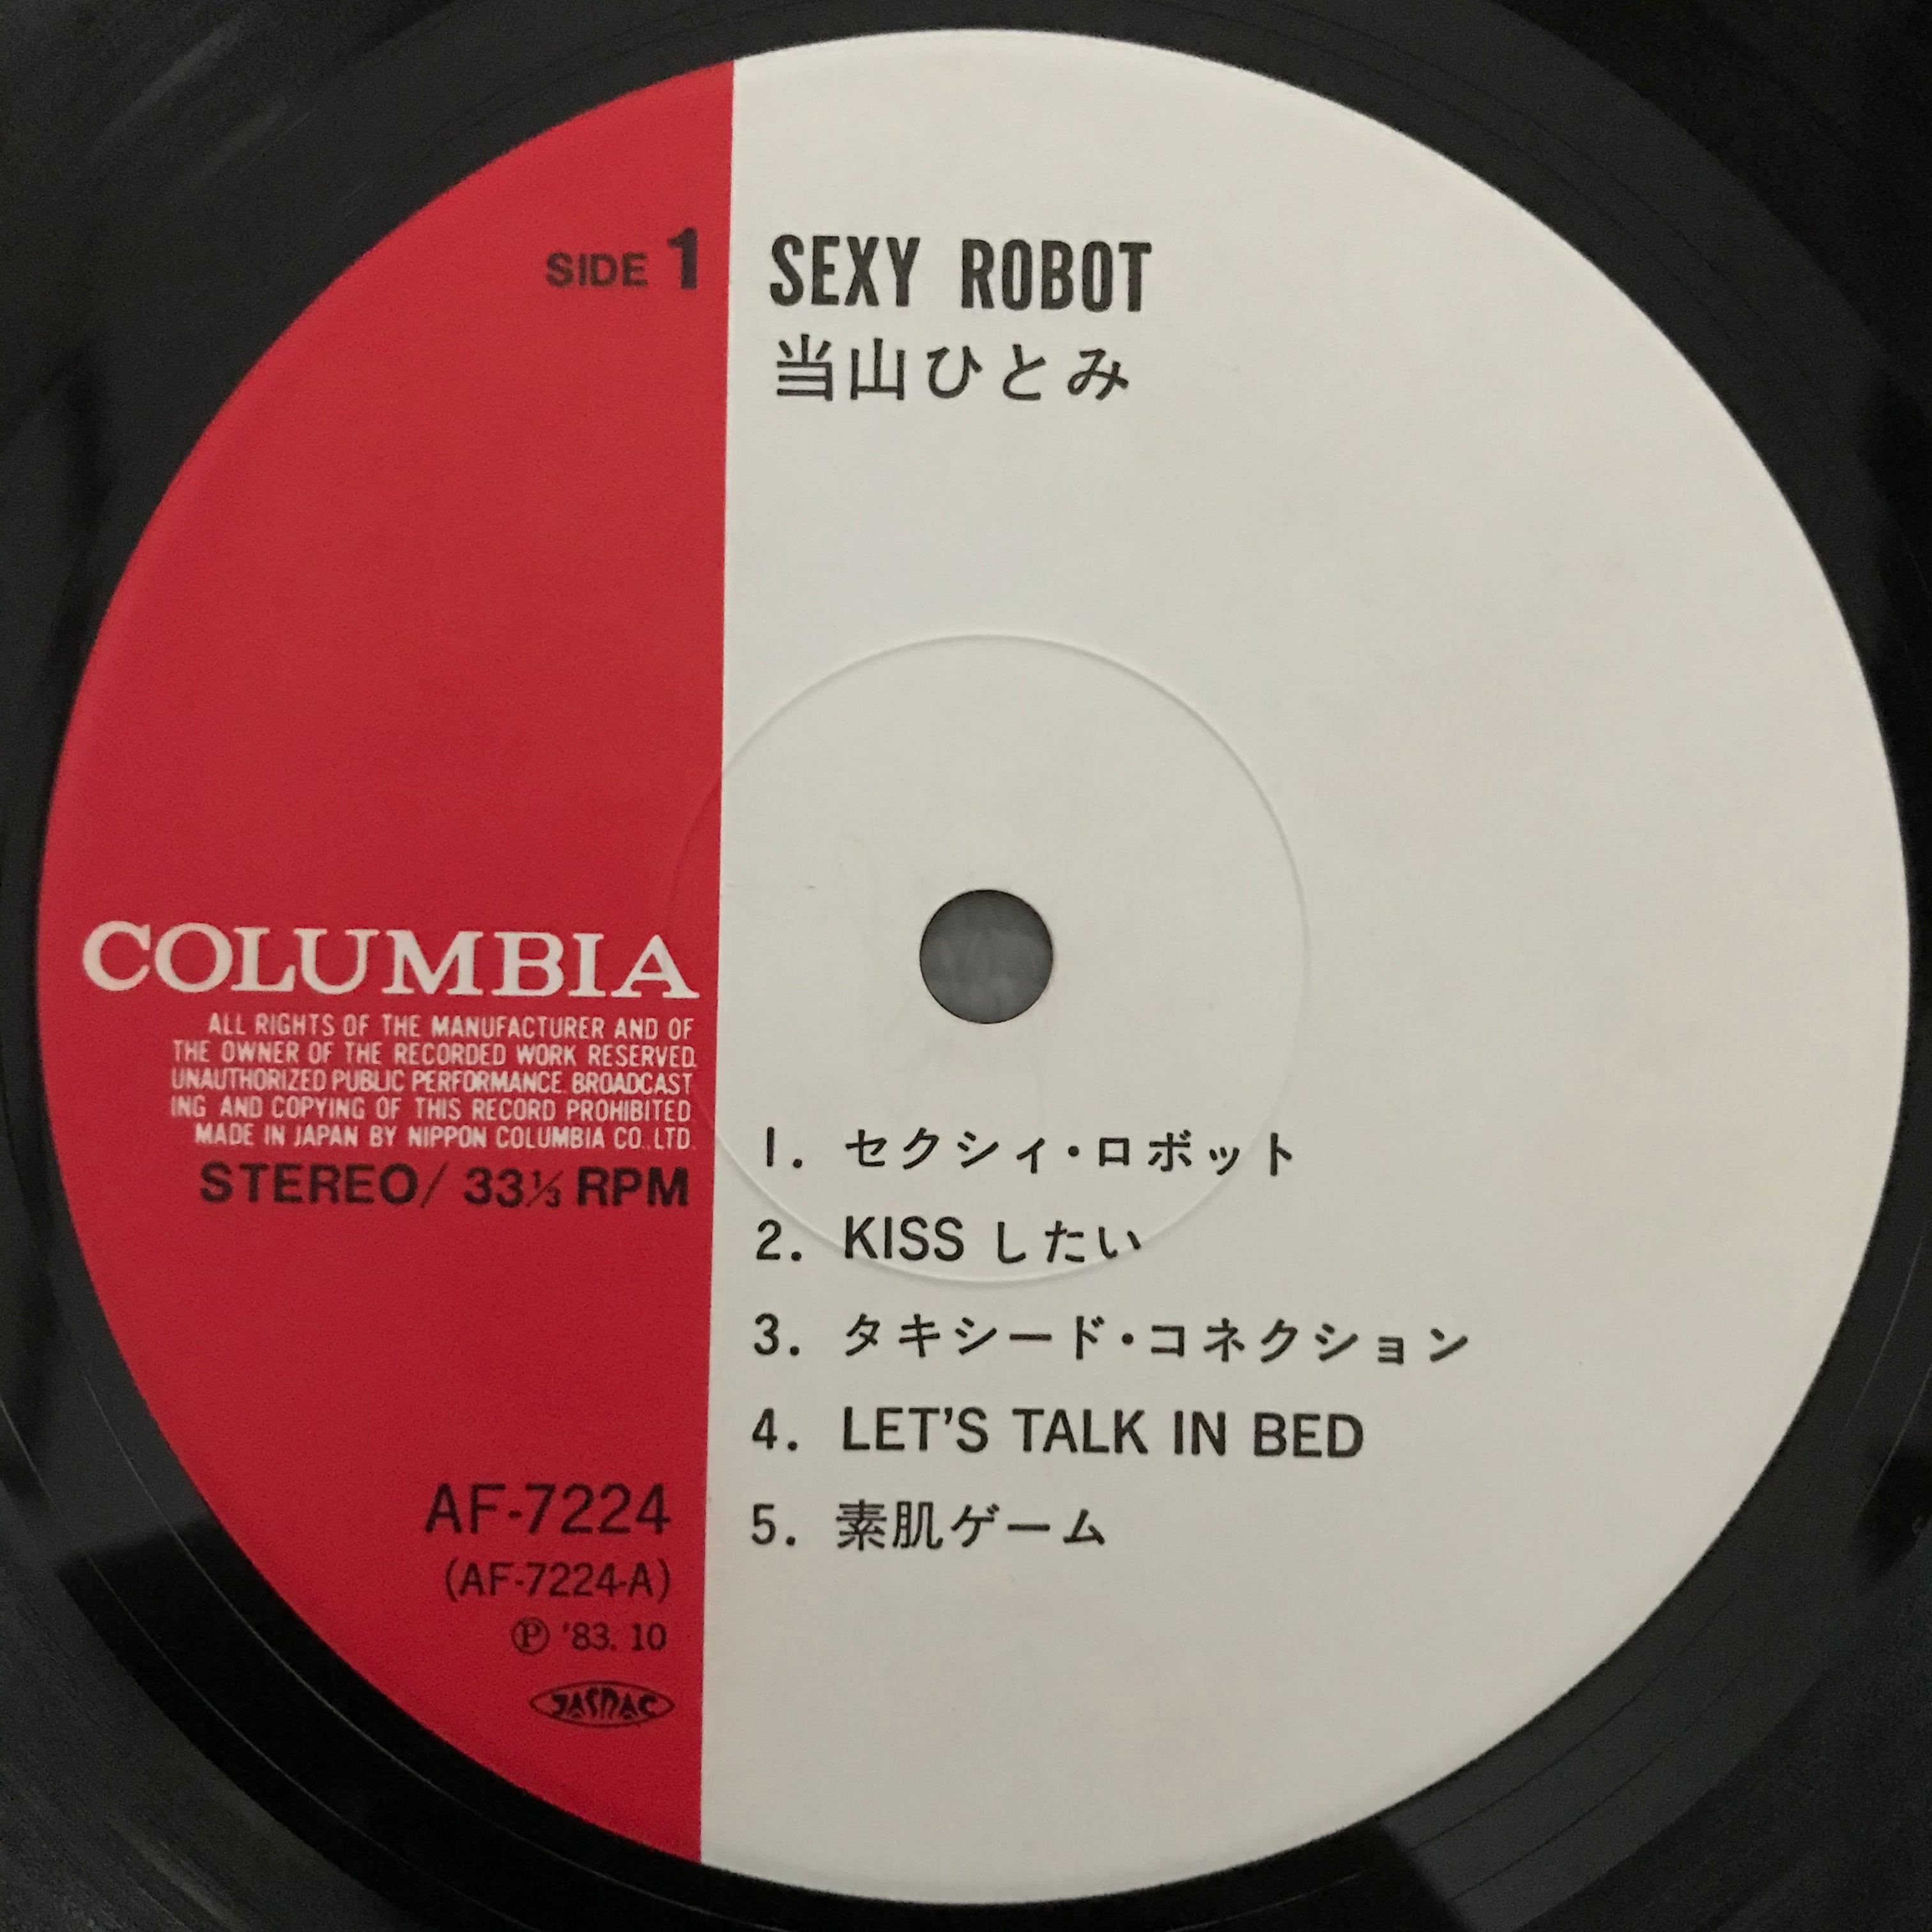 SIDE 1
SEXY ROBOT
当山ひとみ
COLUMBIA
ALL RIGHTS OF THE MANUFACTURER AND OF
THE OWNER OF THE RECORDED WORK RESERVED.
UNAUTHORIZED PUBLIC PERFORMANCE. BROADCAST
ING AND COPYING OF THIS RECORD PROHIBITED
MADE IN JAPAN BY NIPPON COLUMBIA CO., LTD.
STEREO/ 33⅓ RPM
1. セクシィ・ロボット
2. KISS したい
3. タキシード・コネクション
4. LET'S TALK IN BED
5. 素肌ゲーム
AF-7224
(AF-7224-A)
Ⓟ '83. 10
JASRAC